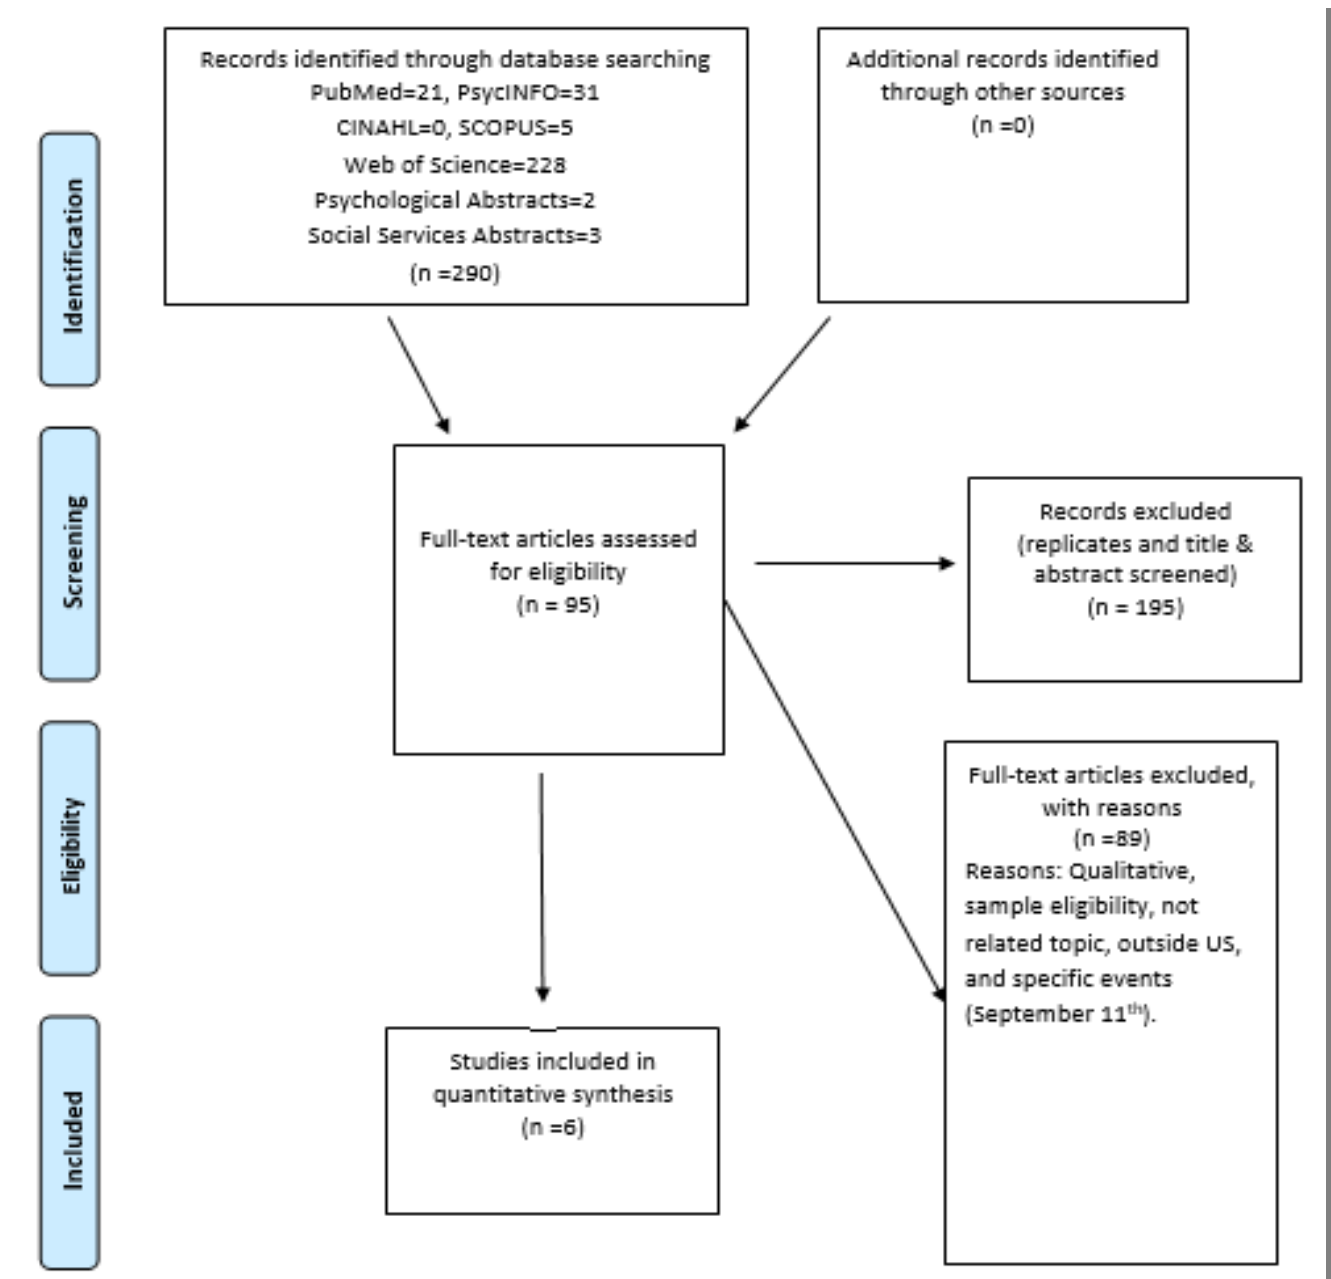 Records identified through database searching
PubMed=21, PsycINFO=31
CINAHL=0, SCOPUS=5
Web of Science=228
Psychological Abstracts=2
Social Services Abstracts=3
(n =290)
Additional records identified
through other sources
(n =0)
Identification
Screening
Full-text articles assessed
for eligibility
(n = 95)
Records excluded
(replicates and title &
abstract screened)
(n = 195)
Eligibility
Full-text articles excluded,
with reasons
(n =89)
Reasons: Qualitative,
sample eligibility, not
related topic, outside US,
and specific events
(September 11th).
Included
Studies included in
quantitative synthesis
(n =6)